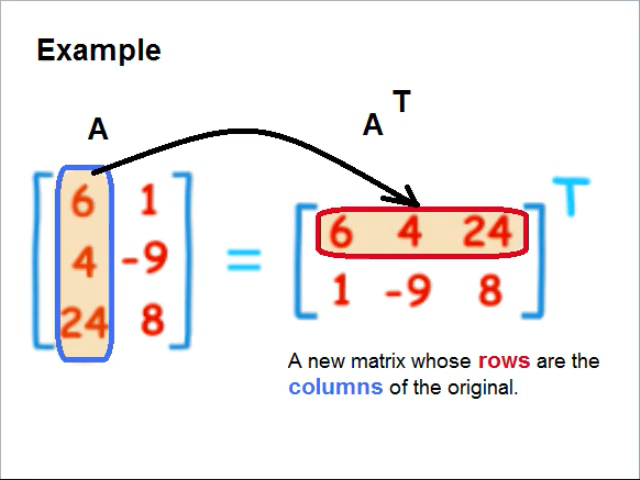 Example
A
A T
6 1
4 -9
24 8
=
6 4 24
1 -9 8
T
A new matrix whose rows are the
columns of the original.